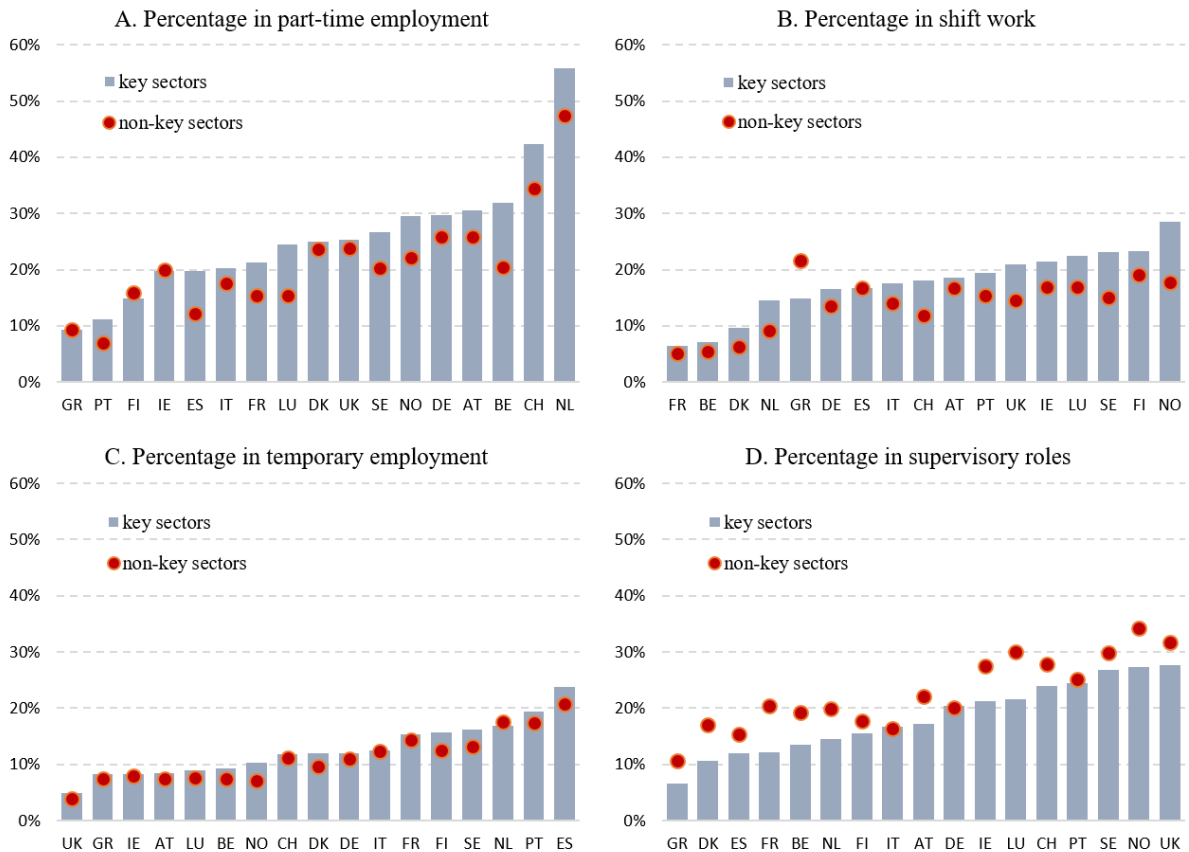 A. Percentage in part-time employment
60%
50%
40%
30%
20%
10%
0%
key sectors
non-key sectors
GR PT FI IE ES IT FR LU DK UK SE NO DE AT BE CH NL
B. Percentage in shift work
60%
50%
40%
30%
20%
10%
0%
key sectors
non-key sectors
FR BE DK NL GR DE ES IT CH AT PT UK IE LU SE FI NO
C. Percentage in temporary employment
60%
50%
40%
30%
20%
10%
0%
key sectors
non-key sectors
UK GR IE AT LU BE NO CH DK DE IT FR FI SE NL PT ES
D. Percentage in supervisory roles
60%
50%
40%
30%
20%
10%
0%
key sectors
non-key sectors
GR DK ES FR BE NL FI IT AT DE IE LU CH PT SE NO UK